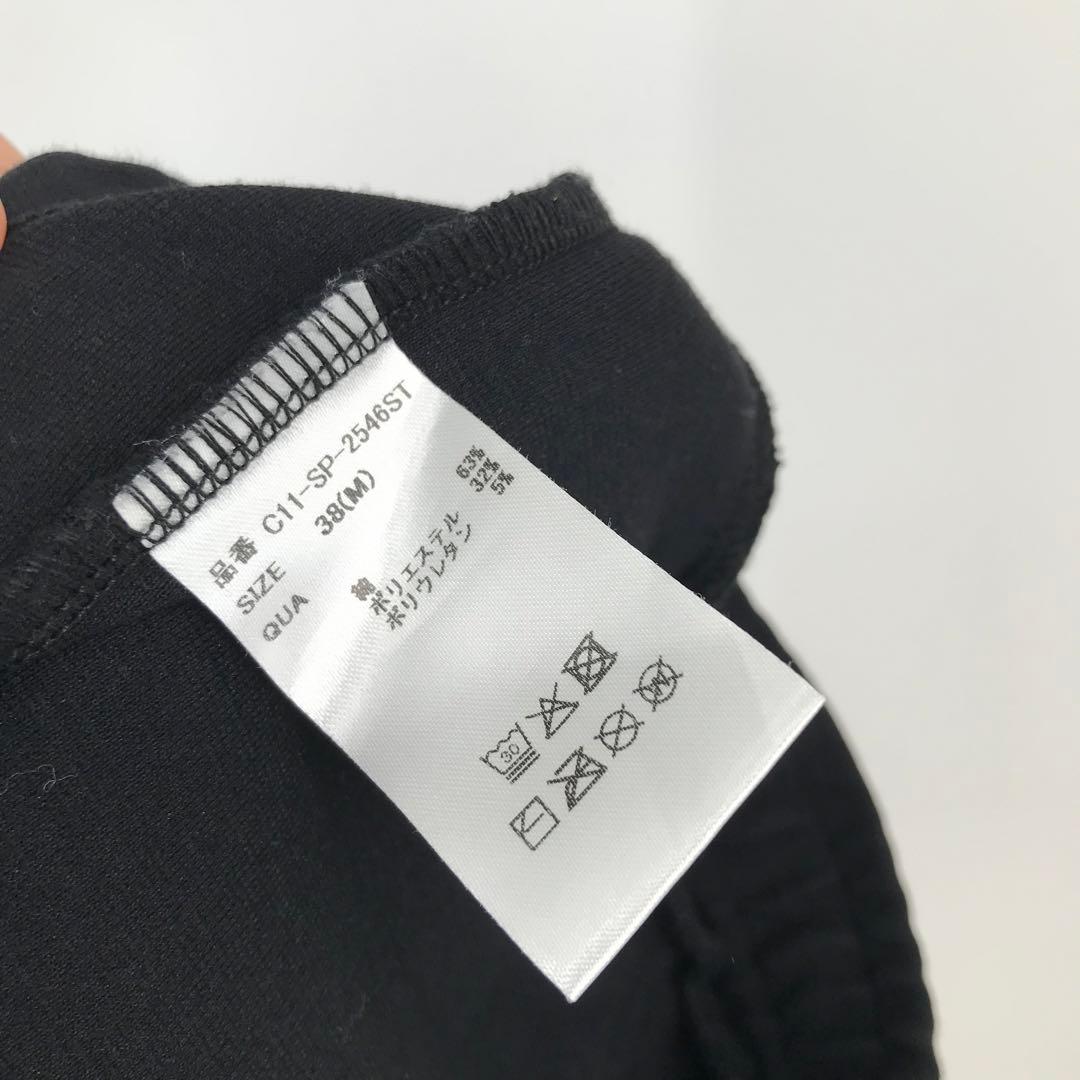 品番 C11-SP-2546ST
SIZE 38(M)
QUA 綿 63%
ポリエステル 32%
ポリウレタン 5%
30